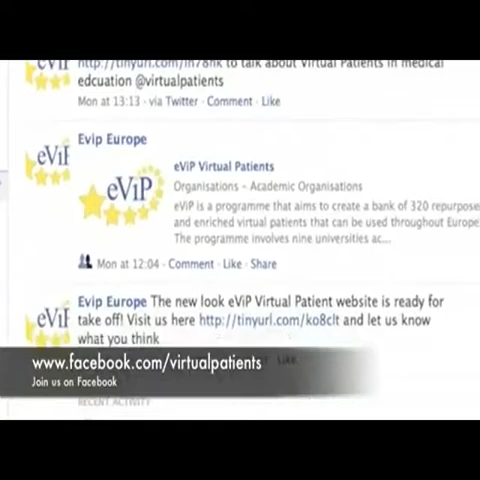 http://tinyurl.com/m78nk to talk about Virtual Patients in medical
edcuation @virtualpatients
Mon at 13:13 · via Twitter · Comment · Like
eViP
Evip Europe
eViP
eViP Virtual Patients
Organisations – Academic Organisations
eViP is a programme that aims to create a bank of 320 repurpose
and enriched virtual patients that can be used throughout Europe
The programme involves nine universities ac...
Mon at 12:04 · Comment · Like · Share
eViP
Evip Europe The new look eViP Virtual Patient website is ready for
take off! Visit us here http://tinyurl.com/ko8clt and let us know
what you think
Like
www.facebook.com/virtualpatients
Join us on Facebook
RECENT ACTIVITY